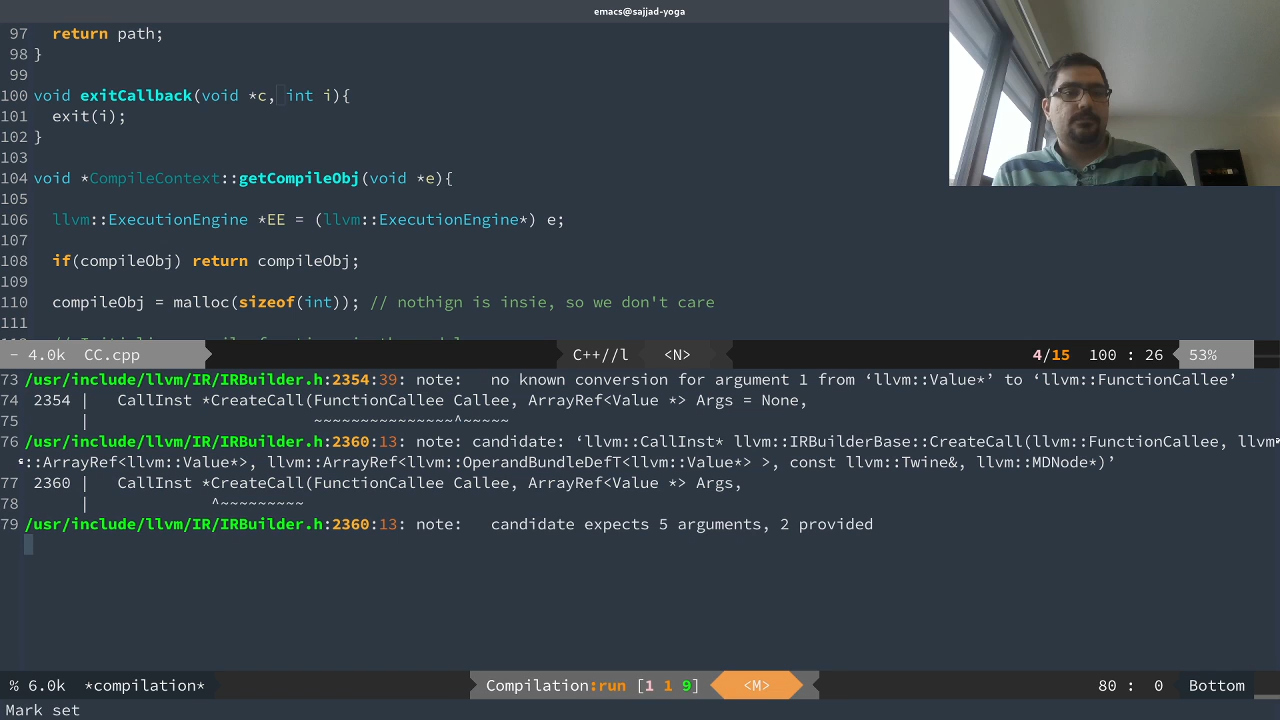 emacs@sajjad-yoga
97 return path;
98 }
99
100 void exitCallback(void *c, int i){
101 exit(i);
102 }
103
104 void *CompileContext::getCompileObj(void *e){
105
106 llvm::ExecutionEngine *EE = (llvm::ExecutionEngine*) e;
107
108 if(compileObj) return compileObj;
109
110 compileObj = malloc(sizeof(int)); // nothign is insie, so we don't care
111
- 4.0k CC.cpp C++//l <N> 4/15 100 : 26 53%
73 /usr/include/llvm/IR/IRBuilder.h:2354:39: note:   no known conversion for argument 1 from ‘llvm::Value*’ to ‘llvm::FunctionCallee’
74 2354 |   CallInst *CreateCall(FunctionCallee Callee, ArrayRef<Value *> Args = None,
75 | ~~~~~~~~~~~~~~~^~~~~~
76 /usr/include/llvm/IR/IRBuilder.h:2360:13: note: candidate: ‘llvm::CallInst* llvm::IRBuilderBase::CreateCall(llvm::FunctionCallee, llvm
::ArrayRef<llvm::Value*>, llvm::ArrayRef<llvm::OperandBundleDefT<llvm::Value*> >, const llvm::Twine&, llvm::MDNode*)’
77 2360 |   CallInst *CreateCall(FunctionCallee Callee, ArrayRef<Value *> Args,
78 | ^~~~~~~~~~
79 /usr/include/llvm/IR/IRBuilder.h:2360:13: note:   candidate expects 5 arguments, 2 provided
% 6.0k *compilation* Compilation:run [1 1 9] <M> 80 : 0 Bottom
Mark set